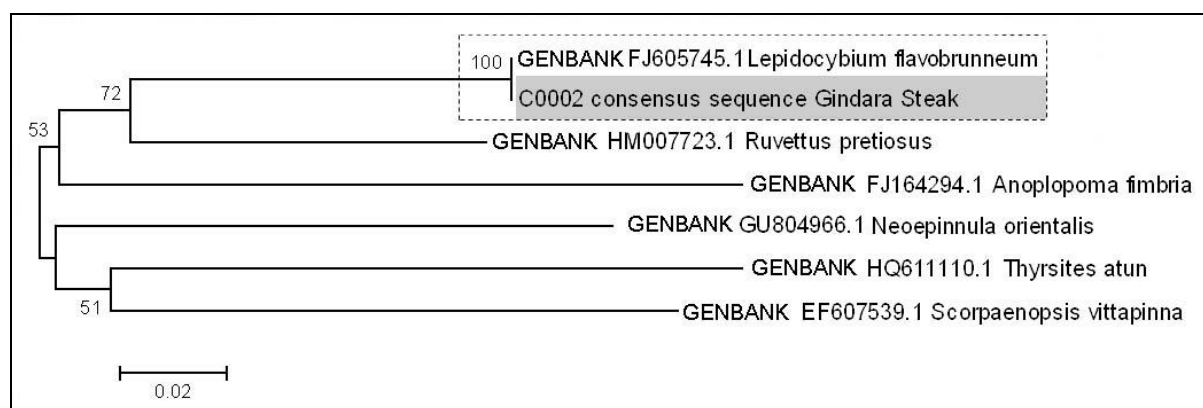 100
GENBANK FJ605745.1 Lepidocybium flavobrunneum
C0002 consensus sequence Gindara Steak
72
53
GENBANK HM007723.1 Ruvettus pretiosus
GENBANK FJ164294.1 Anoplopoma fimbria
GENBANK GU804966.1 Neoepinnula orientalis
GENBANK HQ611110.1 Thyrsites atun
51
GENBANK EF607539.1 Scorpaenopsis vittapinna
0.02